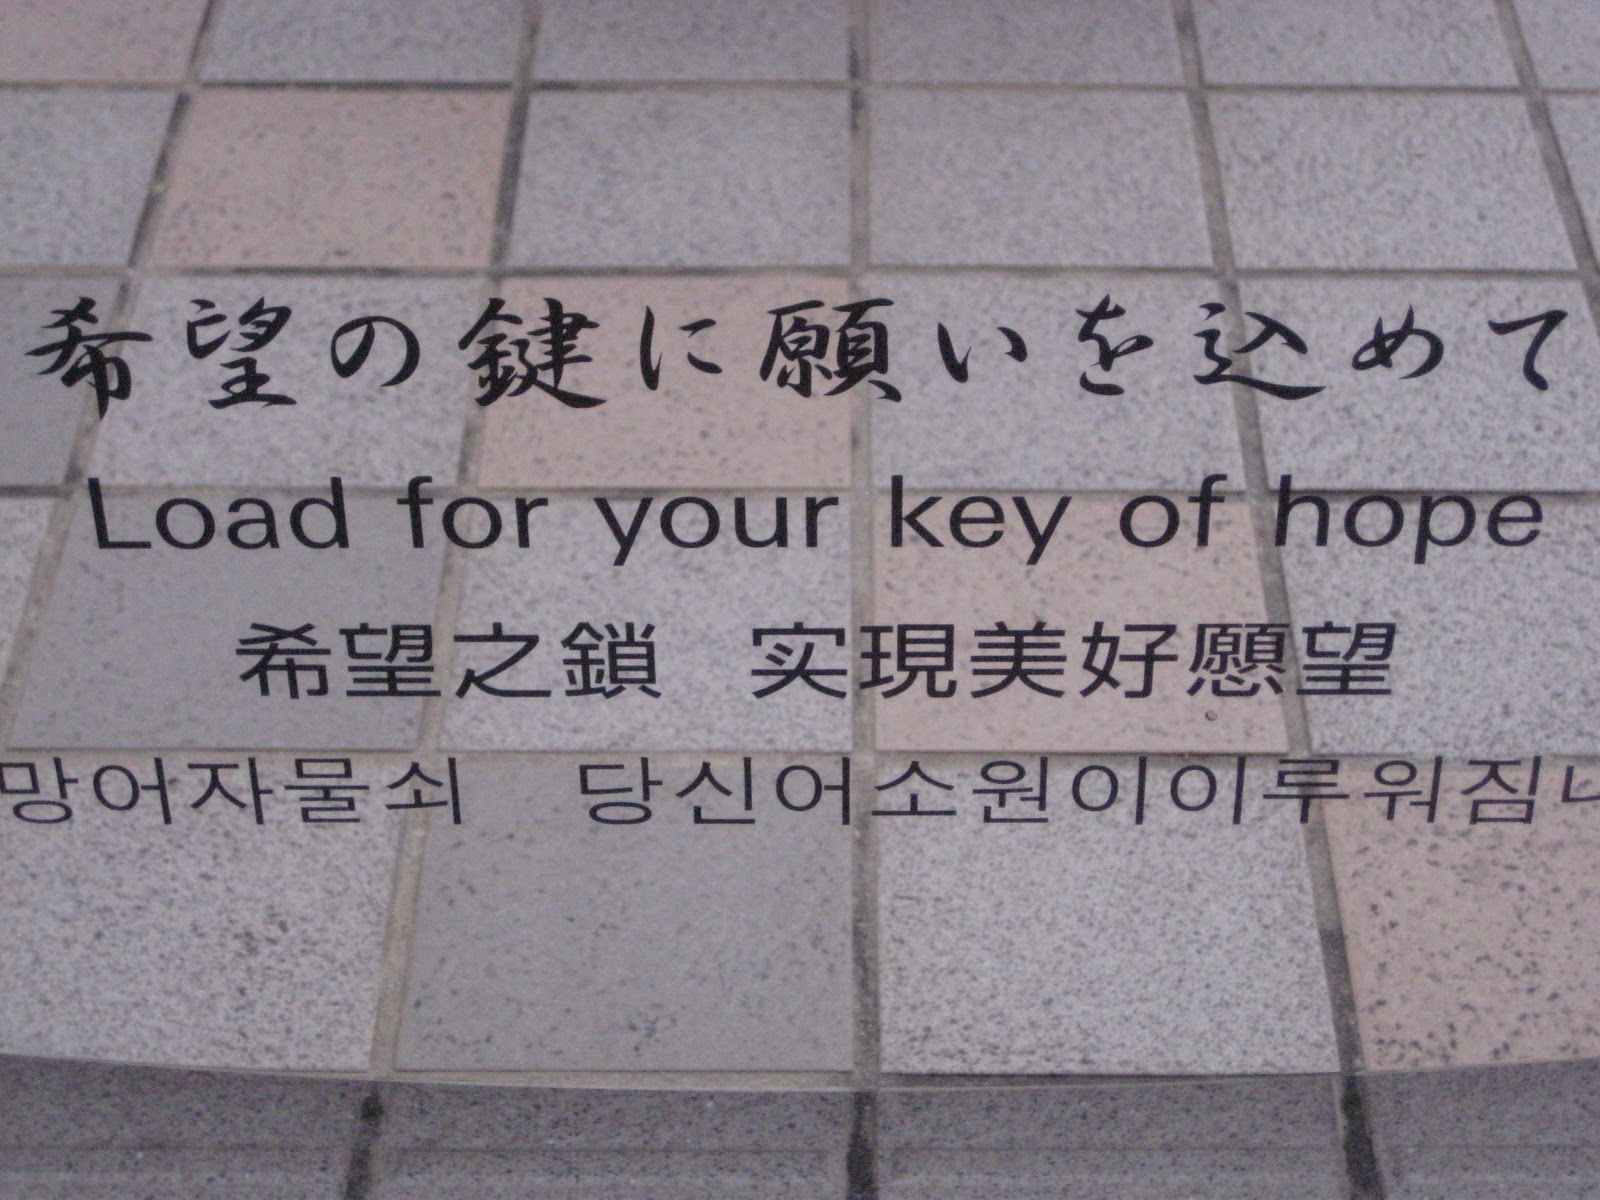 希望の鍵に願いを込めて
Load for your key of hope
希望之鎖 实現美好願望
망어자물쇠 당신어소원이이루워짐